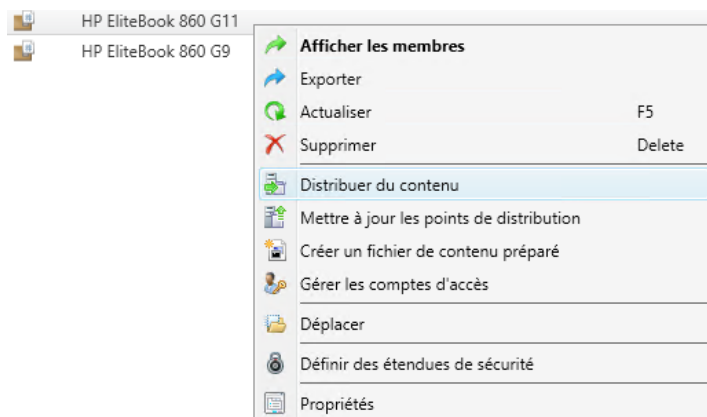 HP EliteBook 860 G11
HP EliteBook 860 G9
Afficher les membres
Exporter
Actualiser F5
Supprimer Delete
Distribuer du contenu
Mettre à jour les points de distribution
Créer un fichier de contenu préparé
Gérer les comptes d'accès
Déplacer
Définir des étendues de sécurité
Propriétés